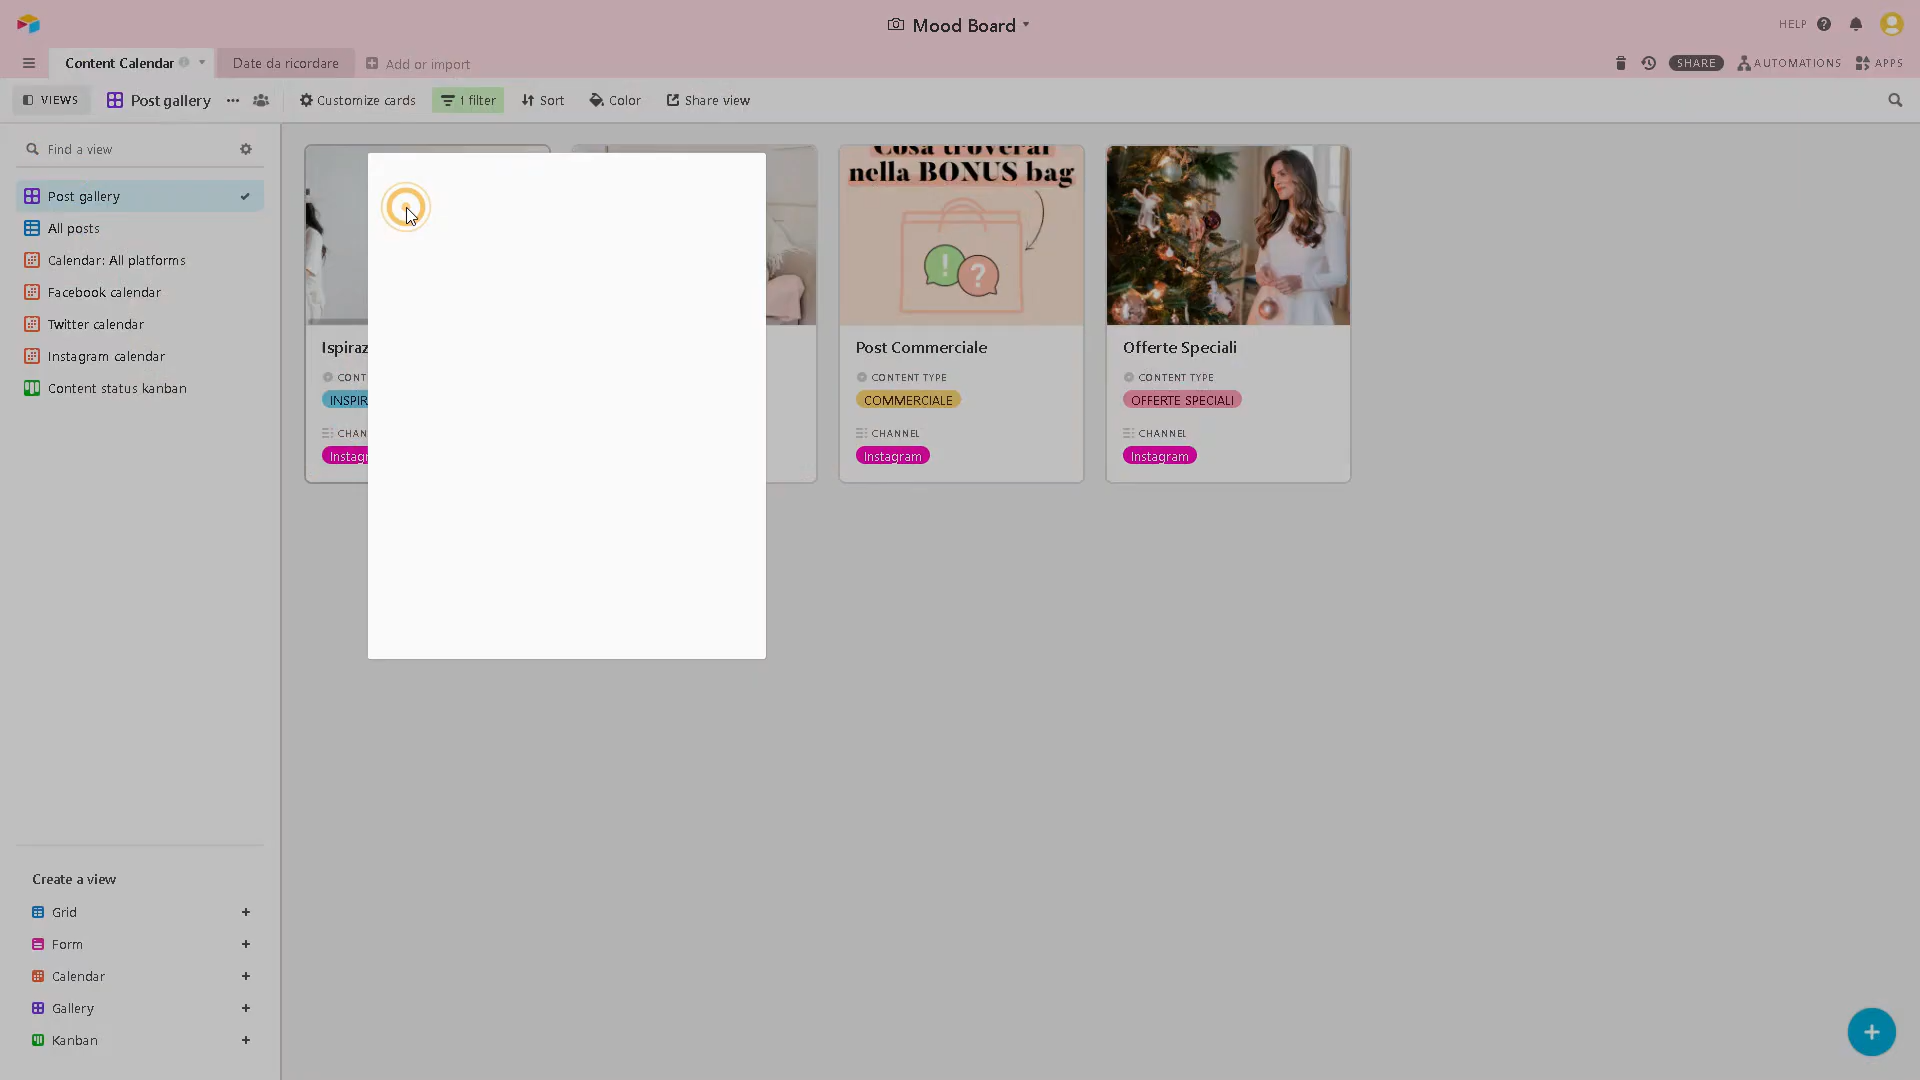 Mood Board
HELP
Content Calendar
Date da ricordare
Add or import
SHARE
AUTOMATIONS
APPS
VIEWS
Post gallery
Customize cards
1 filter
Sort
Color
Share view
Find a view
Post gallery
All posts
Calendar: All platforms
Facebook calendar
Twitter calendar
Instagram calendar
Content status kanban
Cosa troverai
nella BONUS bag
! ?
Post Commerciale
CONTENT TYPE
COMMERCIALE
CHANNEL
Instagram
Offerte Speciali
CONTENT TYPE
OFFERTE SPECIALI
CHANNEL
Instagram
Create a view
Grid
Form
Calendar
Gallery
Kanban